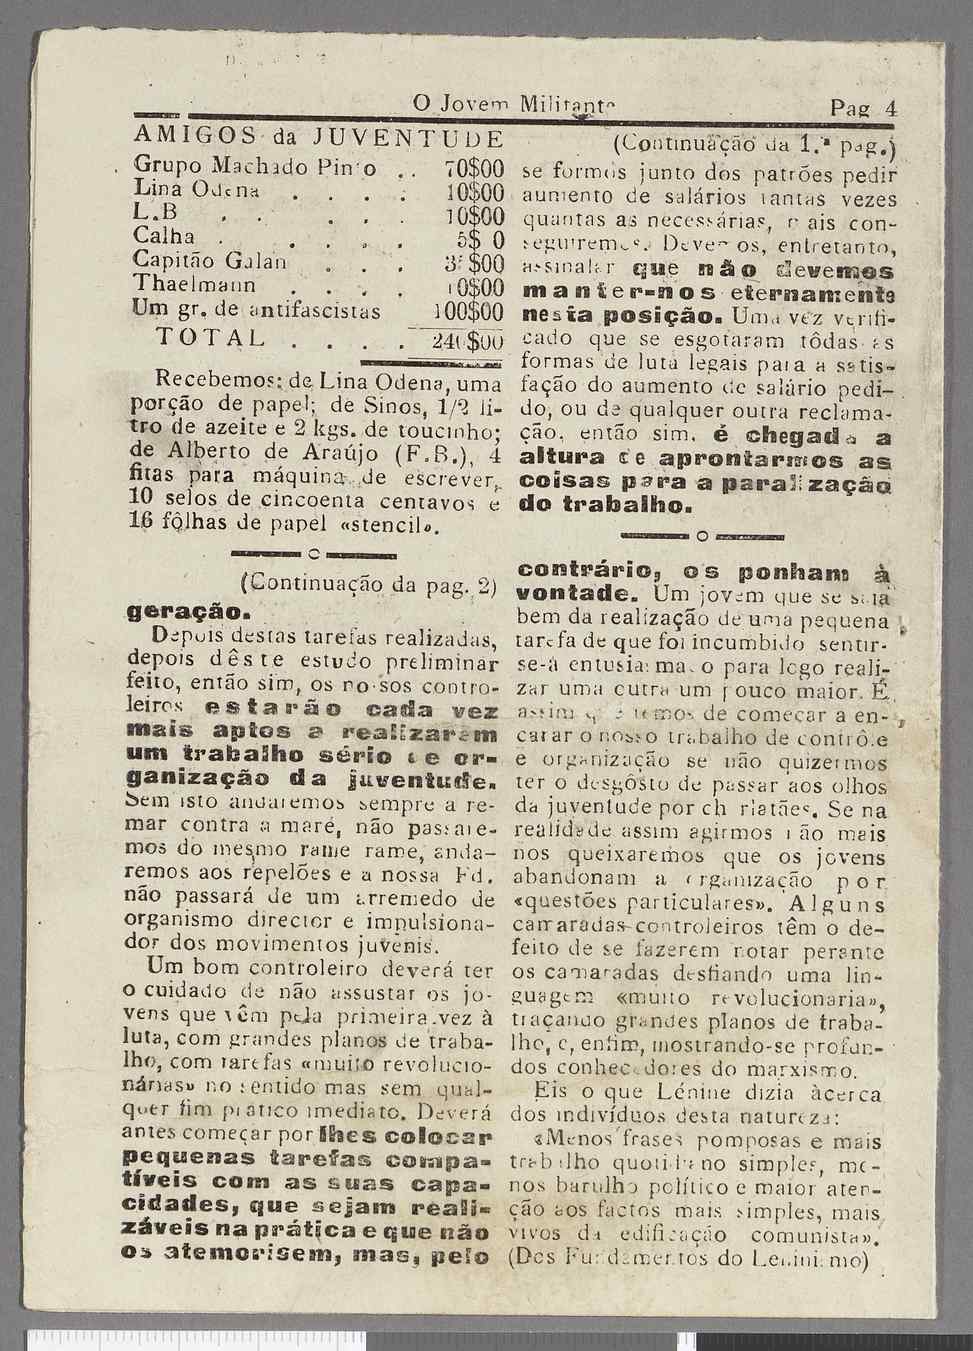 O Jovem Militante Pag 4
AMIGOS da JUVENTUDE
Grupo Machado Pinto . . 70$00
Lina Odena . . . . 10$00
L.B . . . . . 10$00
Calha . . . . . 5$ 0
Capitão Galan . . . $00
Thaelmann . . . . 10$00
Um gr. de antifascistas 100$00
TOTAL . . . . 240$00
Recebemos: de Lina Odena, uma
porção de papel; de Sinos, 1/2 li-
tro de azeite e 2 kgs. de toucinho;
de Alberto de Araújo (F.B.), 4
fitas para máquina de escrever,
10 selos de cincoenta centavos e
16 fôlhas de papel «stencil».
(Continuação da pag. 2)
geração.
Depois destas tarefas realizadas,
depois dêste estudo preliminar
feito, então sim, os nossos contro-
leiros estarão cada vez
mais aptos a realizarem
um trabalho sério de or-
ganização da juventude.
Sem isto andaremos sempre a re-
mar contra a maré, não passare-
mos do mesmo rame rame, anda-
remos aos repelões e a nossa Fd.
não passará de um arremedo de
organismo director e impulsiona-
dor dos movimentos juvenis.
Um bom controleiro deverá ter
o cuidado de não assustar os jo-
vens que vêm pela primeira vez à
luta, com grandes planos de traba-
lho, com tarefas «muito revolucio-
nárias» no sentido mas sem qual-
quer fim prático imediato. Deverá
antes começar por lhes colocar
pequenas tarefas compa-
tíveis com as suas capa-
cidades, que sejam reali-
záveis na prática e que não
os atemorisem, mas, pelo
(Continuação da 1.ª pag.)
se formos junto dos patrões pedir
aumento de salários tantas vezes
quantas as necessárias, mais con-
seguiremos. Devemos, entretanto,
assinalar que não devemos
manter-nos eternamente
nesta posição. Uma vez verifi-
cado que se esgotaram tôdas as
formas de luta legais para a satis-
fação do aumento de salário pedi-
do, ou de qualquer outra reclama-
ção, então sim, é chegada a
altura de aprontarmos as
coisas para a paralização
do trabalho.
contrário, os ponham à
vontade. Um jovem que se saia
bem da realização de uma pequena
tarefa de que foi incumbido sentir-
se-á entusiasmado para logo reali-
zar uma outra um pouco maior. É
assim que temos de começar a en-
carar o nosso trabalho de contrôle
e organização se não quizermos
ter o desgôsto de passar aos olhos
da juventude por charlatães. Se na
realidade assim agirmos não mais
nos queixaremos que os jovens
abandonam a organização por
«questões particulares». Alguns
camaradas controleiros têm o de-
feito de se fazerem notar perante
os camaradas desfiando uma lin-
guagem «muito revolucionaria»,
traçando grandes planos de traba-
lho, e, enfim, mostrando-se profun-
dos conhecedores do marxismo.
Eis o que Lénine dizia àcerca
dos indivíduos desta natureza:
«Menos frases pomposas e mais
trabalho quotidiano simples, me-
nos barulho político e maior aten-
ção aos factos mais simples, mais
vivos da edificação comunista».
(Dos Fundamentos do Leninismo)